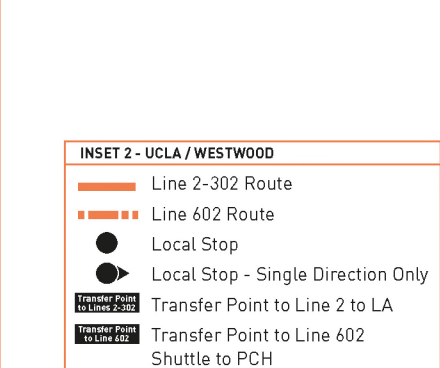 INSET 2 - UCLA / WESTWOOD
Line 2-302 Route
Line 602 Route
Local Stop
Local Stop - Single Direction Only
Transfer Point
to Lines 2-302
Transfer Point to Line 2 to LA
Transfer Point
to Line 602
Transfer Point to Line 602
Shuttle to PCH